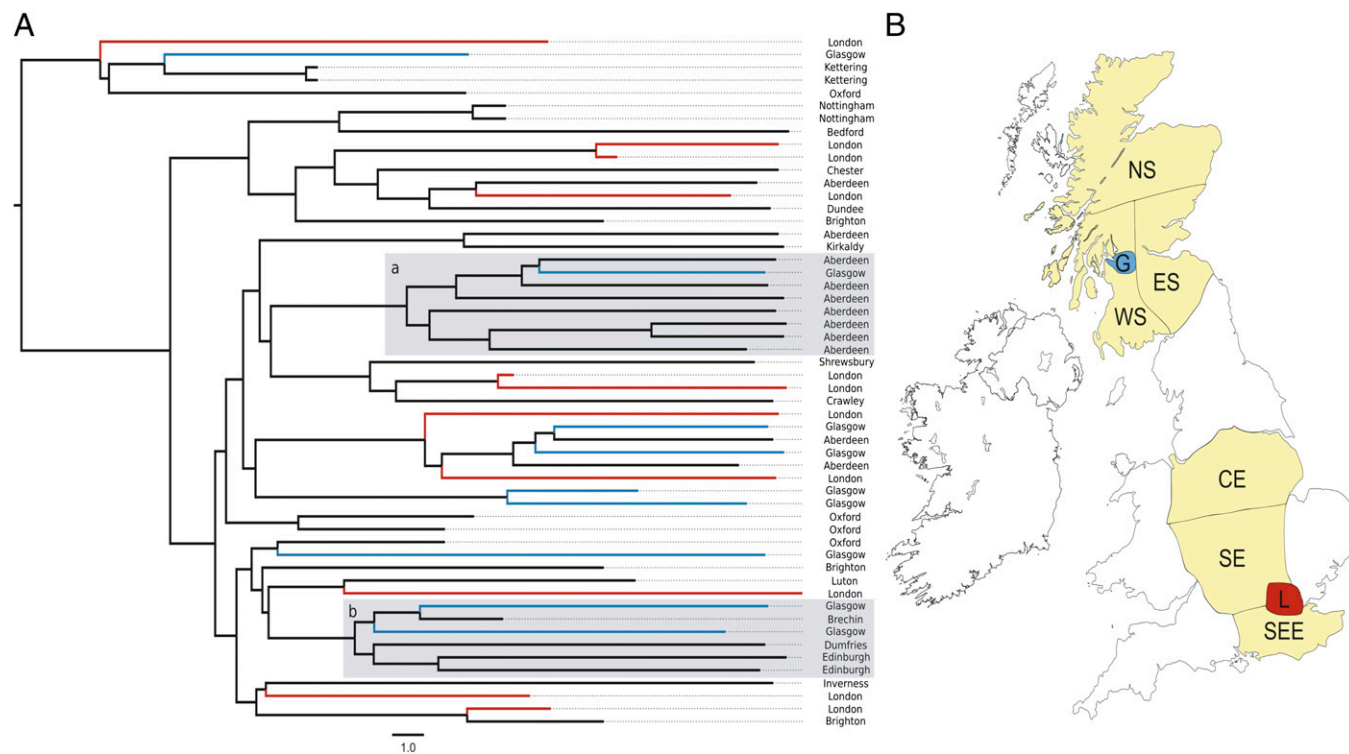 A
London
Glasgow
Kettering
Kettering
Oxford
Nottingham
Nottingham
Bedford
London
London
Chester
Aberdeen
London
Dundee
Brighton
Aberdeen
Kirkaldy
a
Aberdeen
Glasgow
Aberdeen
Aberdeen
Aberdeen
Aberdeen
Aberdeen
Aberdeen
Shrewsbury
London
London
Crawley
London
Glasgow
Aberdeen
Glasgow
Aberdeen
London
Glasgow
Glasgow
Oxford
Oxford
Oxford
Glasgow
Brighton
Luton
London
b
Glasgow
Brechin
Glasgow
Dumfries
Edinburgh
Edinburgh
Inverness
London
London
Brighton
1.0
B
NS
G
ES
WS
CE
SE
L
SEE